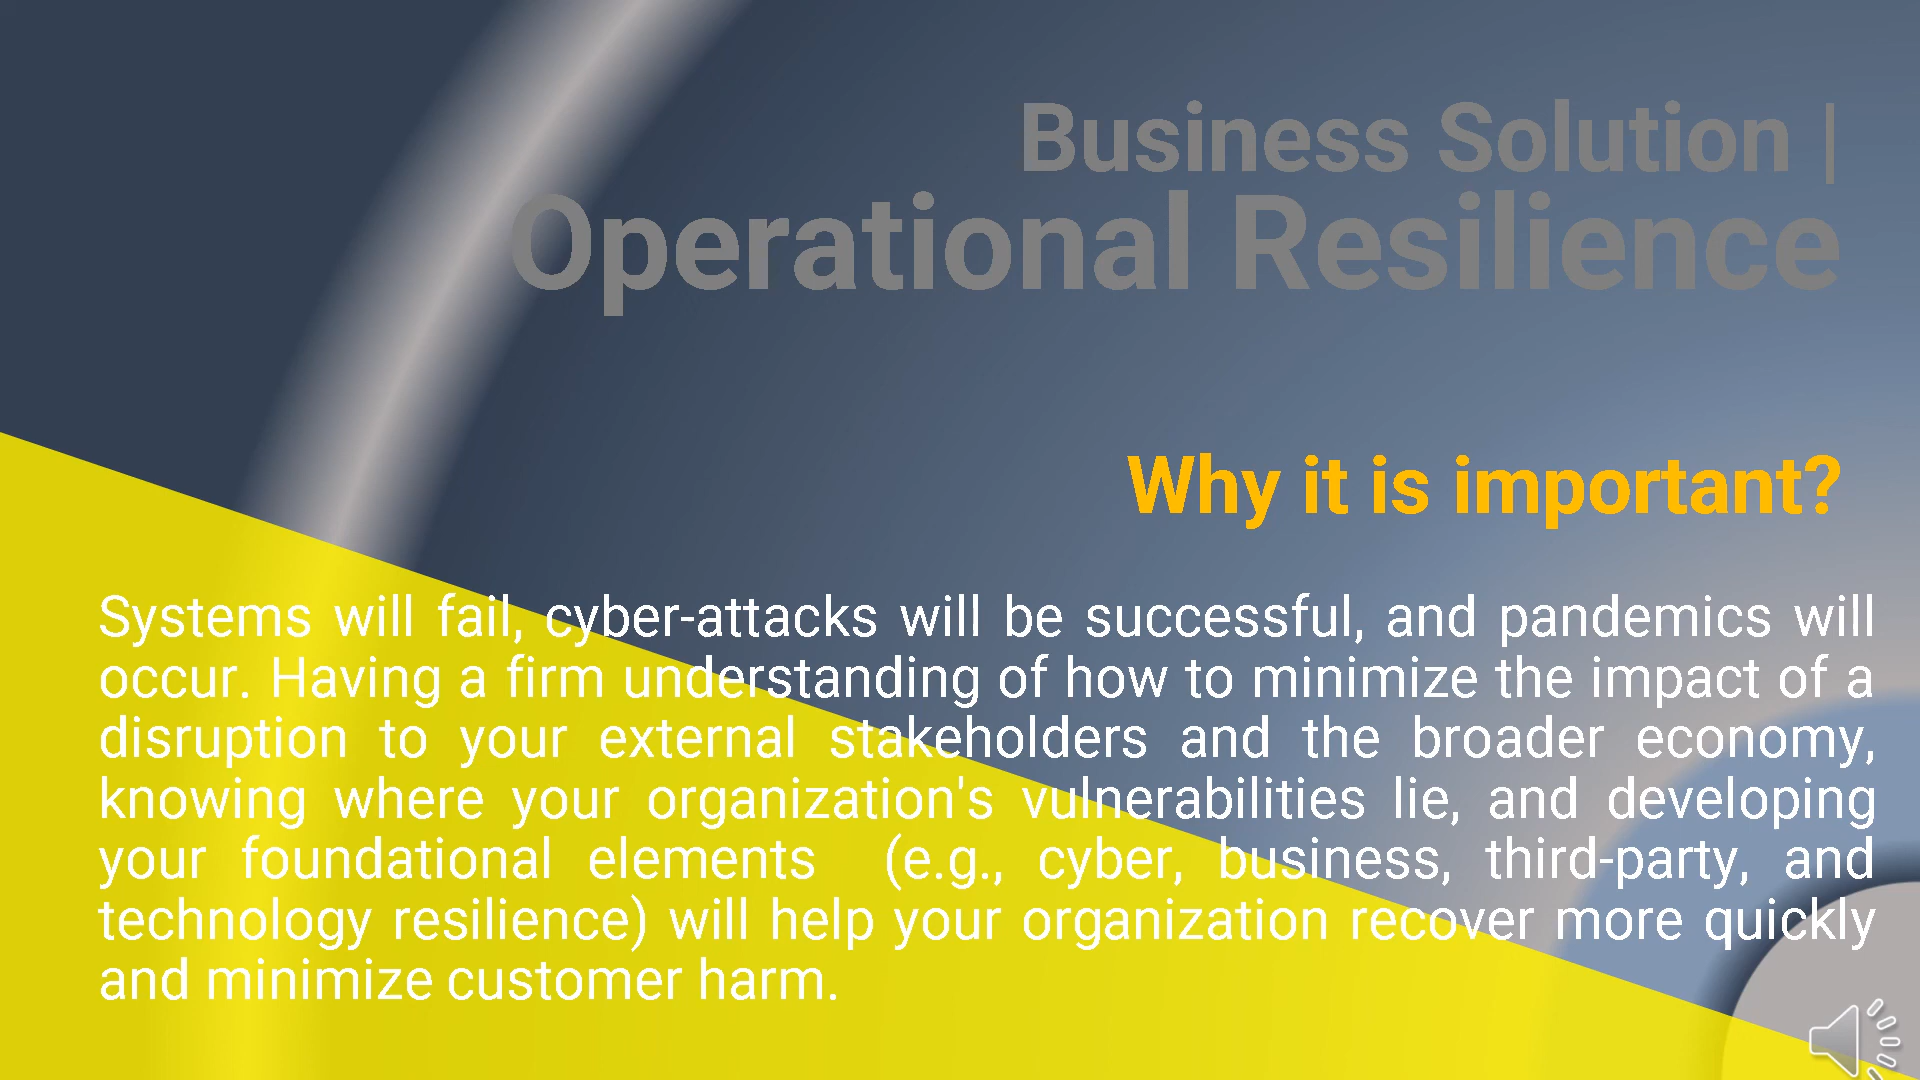 Business Solution |
Operational Resilience
Why it is important?
Systems will fail, cyber-attacks will be successful, and pandemics will
occur. Having a firm understanding of how to minimize the impact of a
disruption to your external stakeholders and the broader economy,
knowing where your organization's vulnerabilities lie, and developing
your foundational elements (e.g., cyber, business, third-party, and
technology resilience) will help your organization recover more quickly
and minimize customer harm.